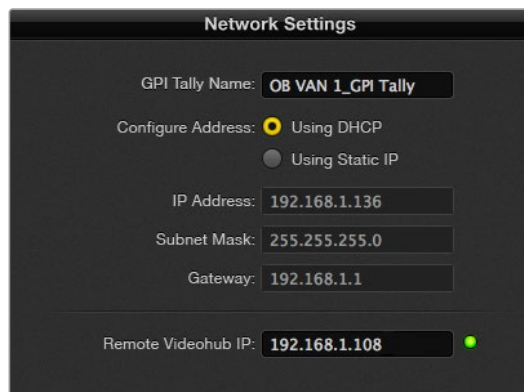 Network Settings
GPI Tally Name: OB VAN 1_GPI Tally
Configure Address: Using DHCP
Using Static IP
IP Address: 192.168.1.136
Subnet Mask: 255.255.255.0
Gateway: 192.168.1.1
Remote Videohub IP: 192.168.1.108